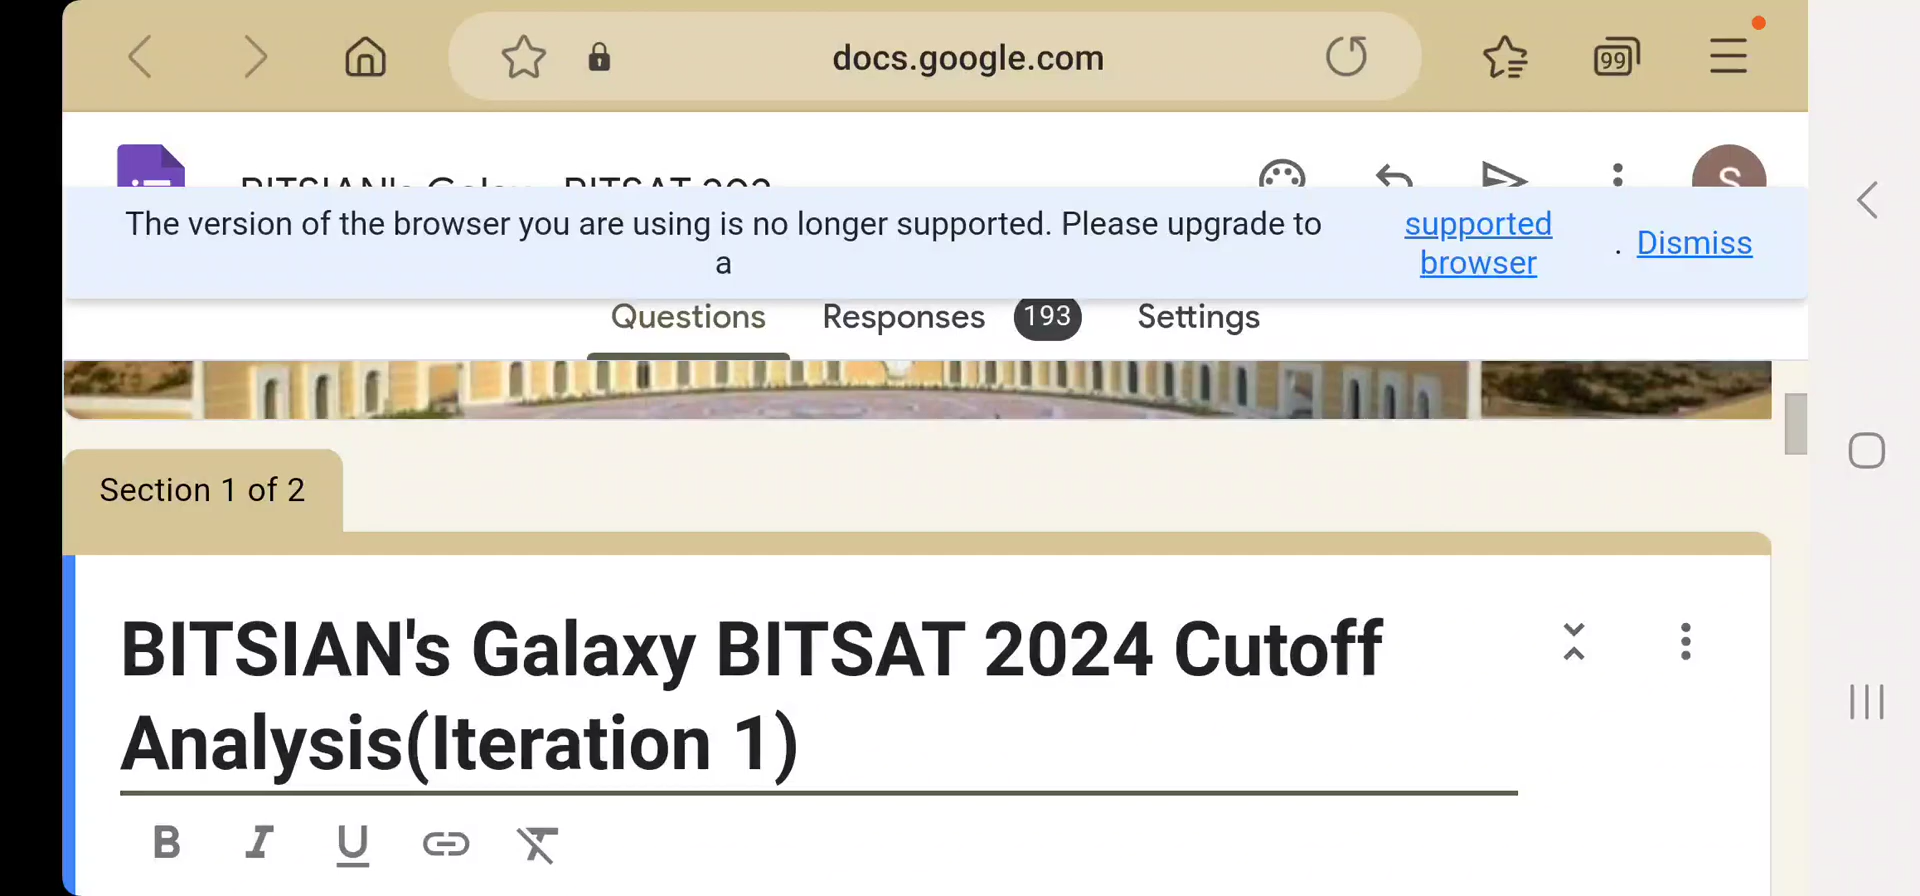 docs.google.com
99
S
The version of the browser you are using is no longer supported. Please upgrade to
a
supported
browser
. Dismiss
Questions Responses 193 Settings
Section 1 of 2
BITSIAN's Galaxy BITSAT 2024 Cutoff
Analysis(Iteration 1)
B I U